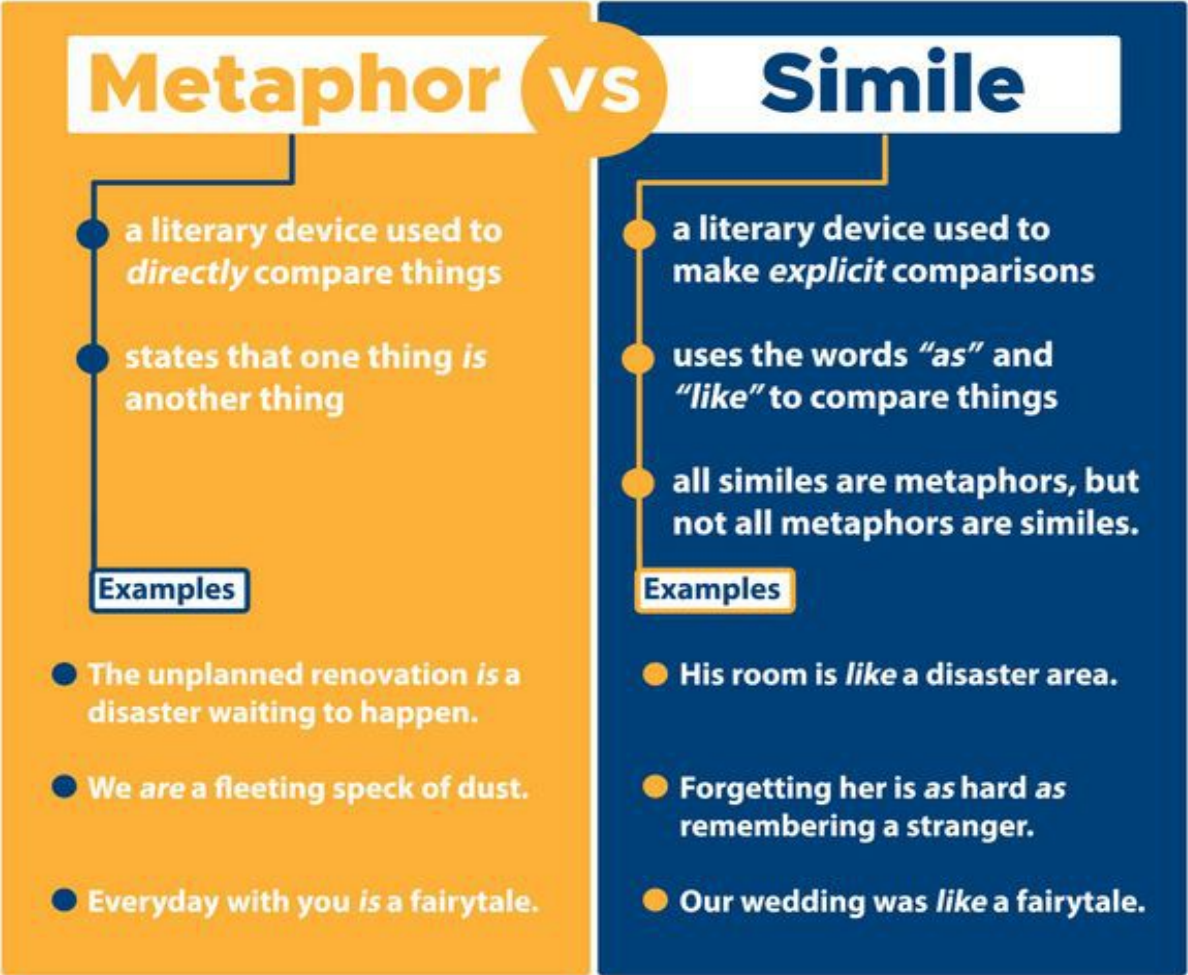 Metaphor vs Simile
a literary device used to
directly compare things
states that one thing is
another thing
Examples
The unplanned renovation is a
disaster waiting to happen.
We are a fleeting speck of dust.
Everyday with you is a fairytale.
a literary device used to
make explicit comparisons
uses the words “as” and
“like” to compare things
all similes are metaphors, but
not all metaphors are similes.
Examples
His room is like a disaster area.
Forgetting her is as hard as
remembering a stranger.
Our wedding was like a fairytale.